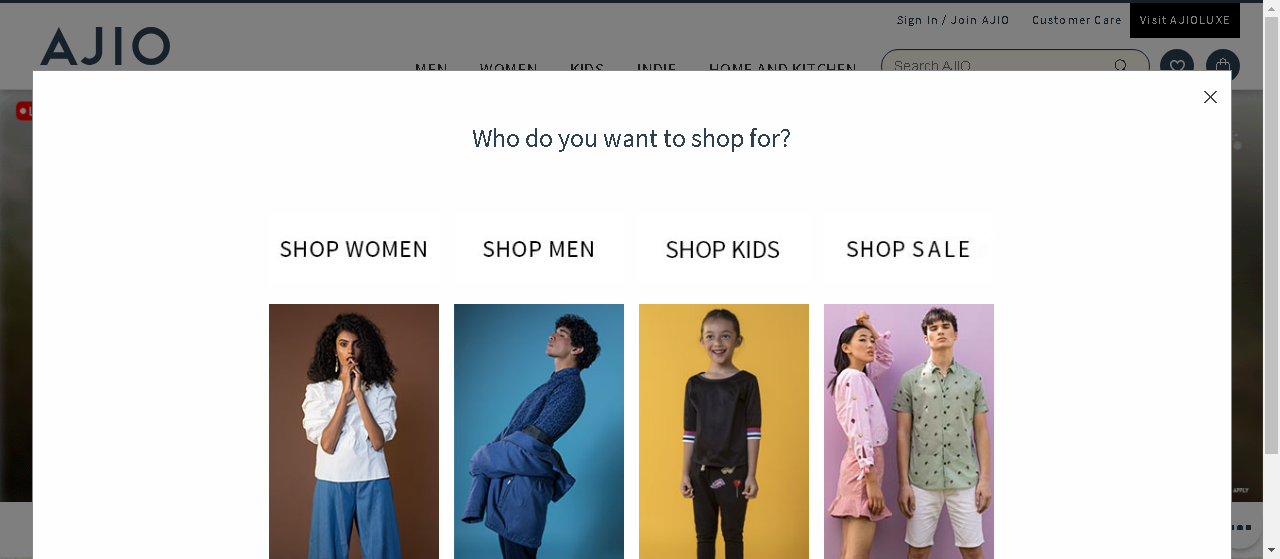 Sign In / Join AJIO
Customer Care
Visit AJIOLUXE
AJIO
MEN
WOMEN
KIDS
INDIE
HOME AND KITCHEN
Search AJIO
Who do you want to shop for?
SHOP WOMEN
SHOP MEN
SHOP KIDS
SHOP SALE
APPLY